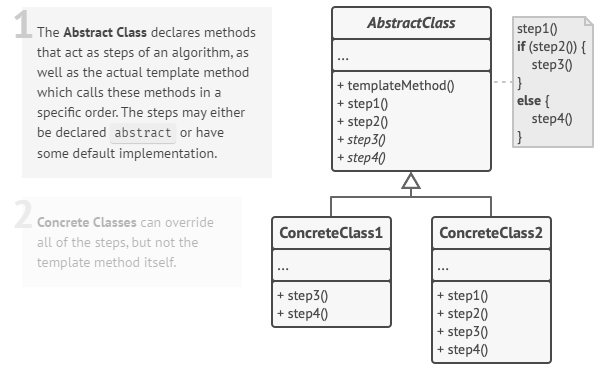 1
The Abstract Class declares methods
that act as steps of an algorithm, as
well as the actual template method
which calls these methods in a
specific order. The steps may either
be declared abstract or have
some default implementation.
2
Concrete Classes can override
all of the steps, but not the
template method itself.
AbstractClass
...
+ templateMethod()
+ step1()
+ step2()
+ step3()
+ step4()
step1()
if (step2()) {
step3()
}
else {
step4()
}
ConcreteClass1
...
+ step3()
+ step4()
ConcreteClass2
...
+ step1()
+ step2()
+ step3()
+ step4()